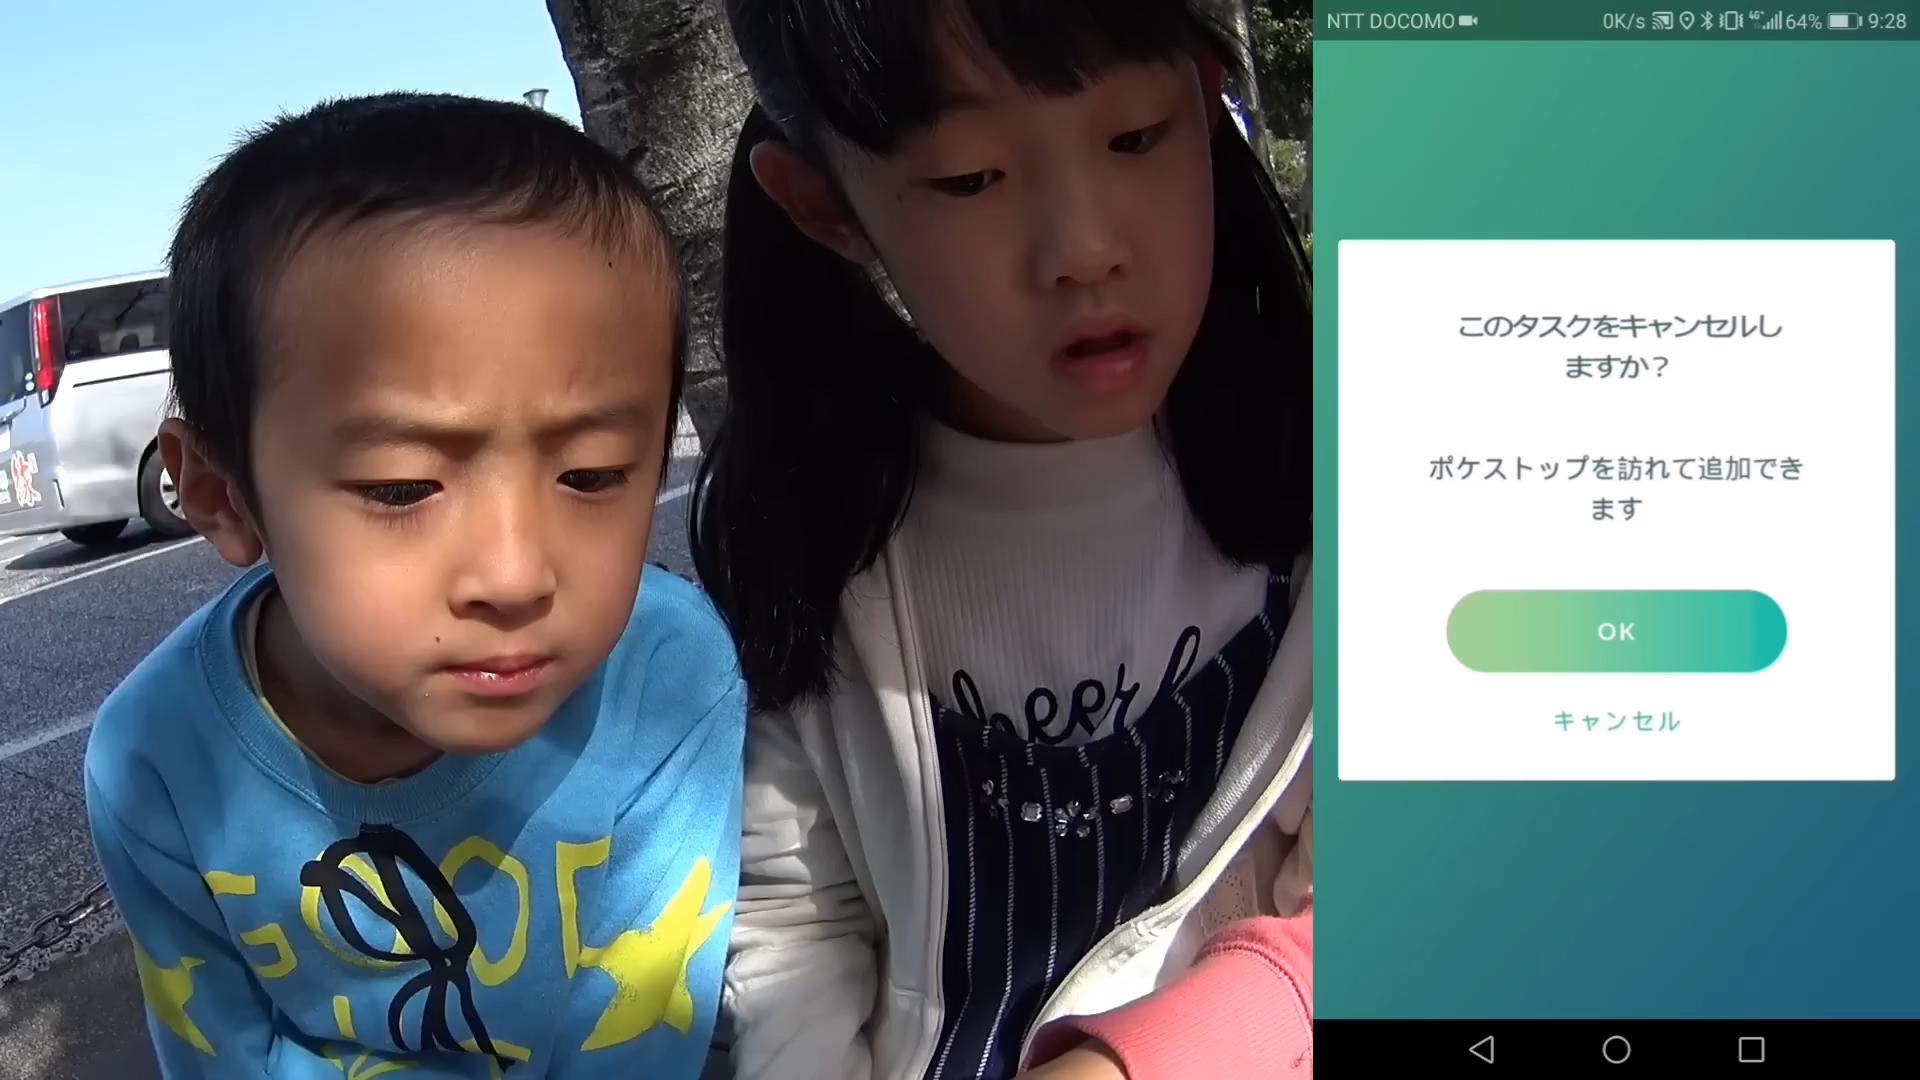 NTT DOCOMO
0K/s
64%
9:28
このタスクをキャンセルし
ますか?
ポケストップを訪れて追加でき
ます
OK
キャンセル
cheerf
GOOD